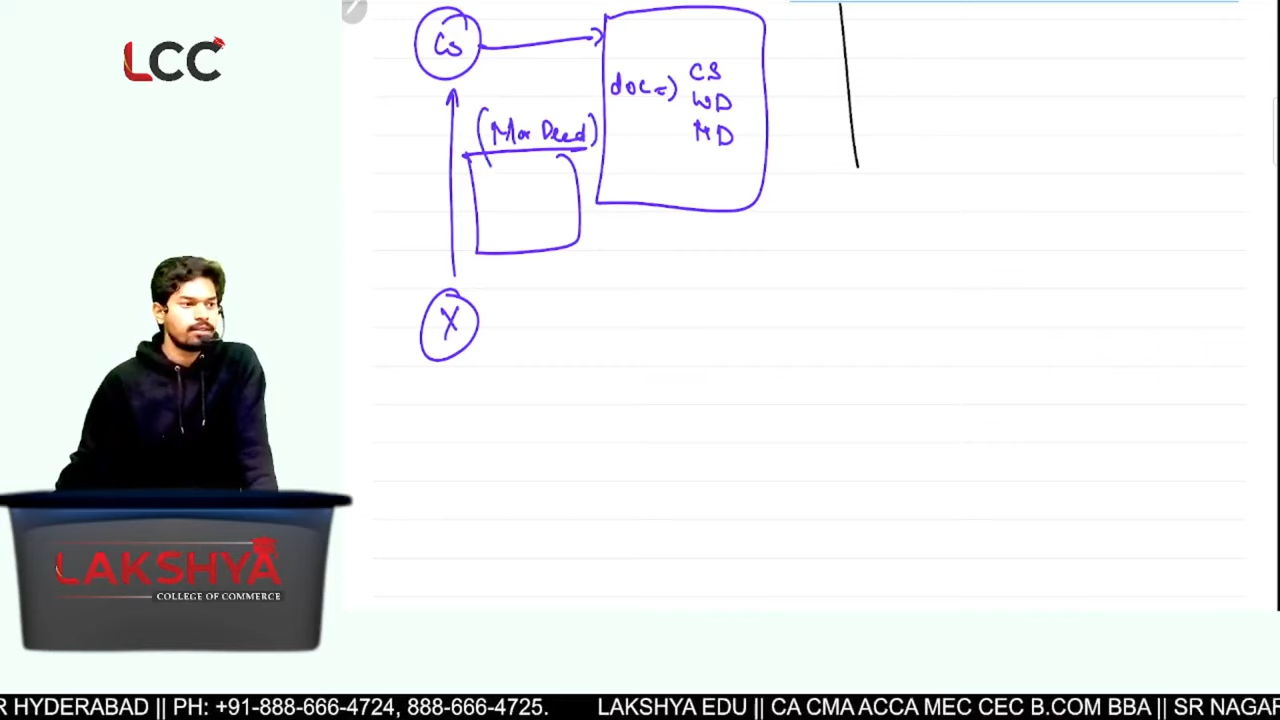 LCC
Co
doc =) CS
WD
MD
(Mor Deed)
X
LAKSHYA
COLLEGE OF COMMERCE
R HYDERABAD || PH: +91-888-666-4724, 888-666-4725. LAKSHYA EDU || CA CMA ACCA MEC CEC B.COM BBA || SR NAGAR